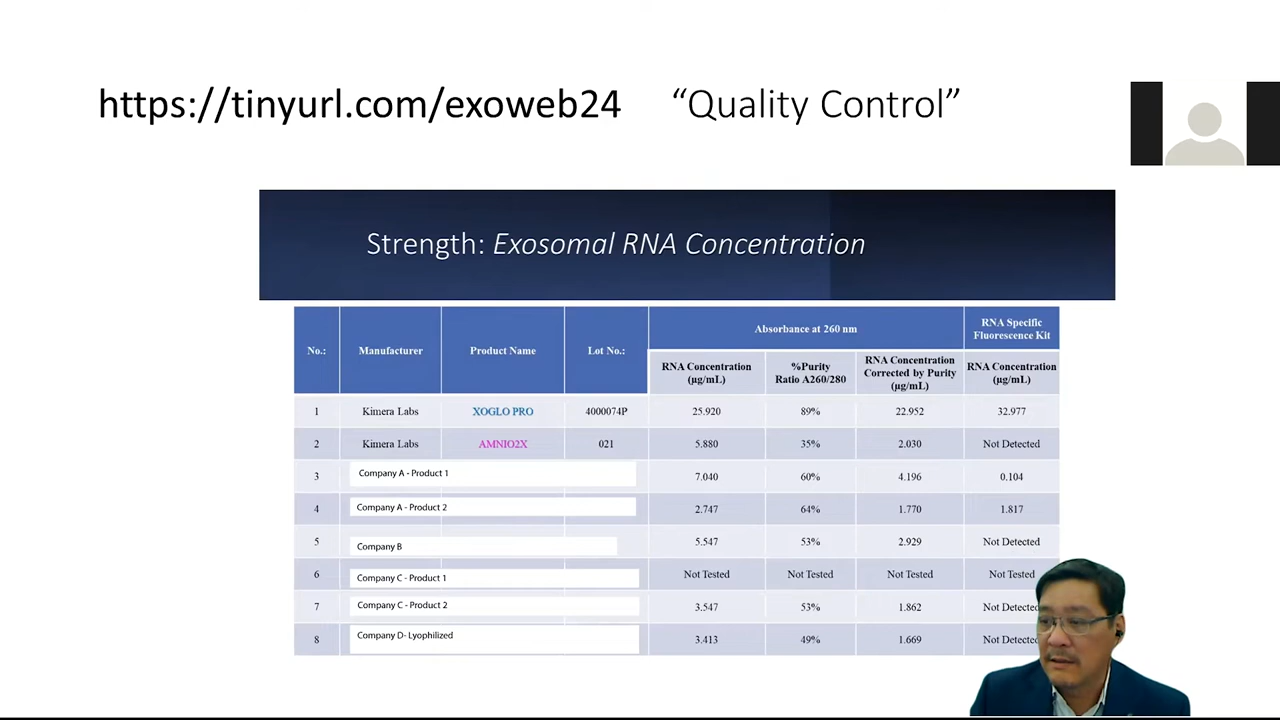 https://tinyurl.com/exoweb24 “Quality Control”
Strength: Exosomal RNA Concentration
No.: Manufacturer Product Name Lot No.: Absorbance at 260 nm RNA Specific Fluorescence Kit
RNA Concentration (µg/mL) %Purity Ratio A260/280 RNA Concentration Corrected by Purity (µg/mL) RNA Concentration (µg/mL)
1 Kimera Labs XOGLO PRO 4000074P 25.920 89% 22.952 32.977
2 Kimera Labs AMNIO2X 021 5.880 35% 2.030 Not Detected
3 Company A - Product 1 7.040 60% 4.196 0.104
4 Company A - Product 2 2.747 64% 1.770 1.817
5 Company B 5.547 53% 2.929 Not Detected
6 Company C - Product 1 Not Tested Not Tested Not Tested Not Tested
7 Company C - Product 2 3.547 53% 1.862 Not Detected
8 Company D- Lyophilized 3.413 49% 1.669 Not Detected